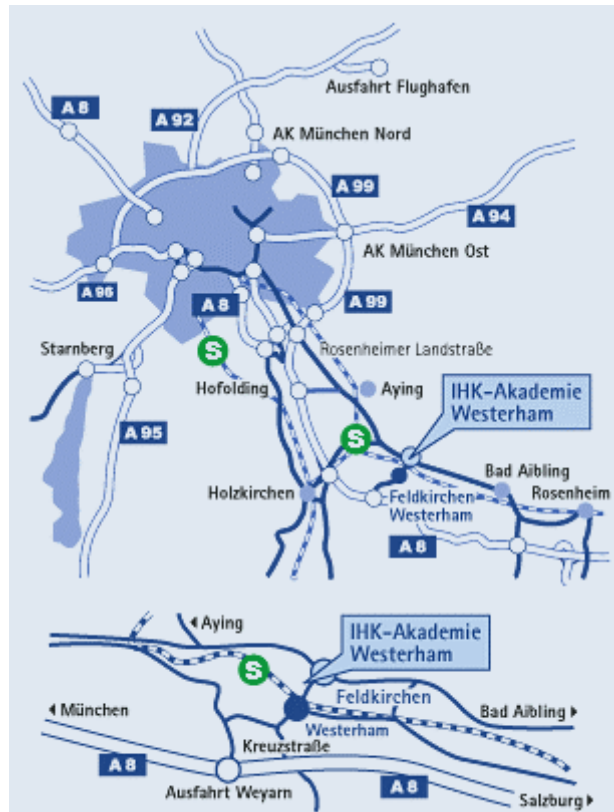 Ausfahrt Flughafen
A 8
A 92
AK München Nord
A 99
A 94
AK München Ost
A 96
A 8
A 99
Starnberg
S
Rosenheimer Landstraße
Hofolding
Aying
IHK-Akademie
Westerham
A 95
S
Bad Aibling
Holzkirchen
Feldkirchen
Westerham
Rosenheim
A 8
Aying
IHK-Akademie
Westerham
S
Feldkirchen
München
Westerham
Bad Aibling
Kreuzstraße
A 8
Ausfahrt Weyarn
A 8
Salzburg